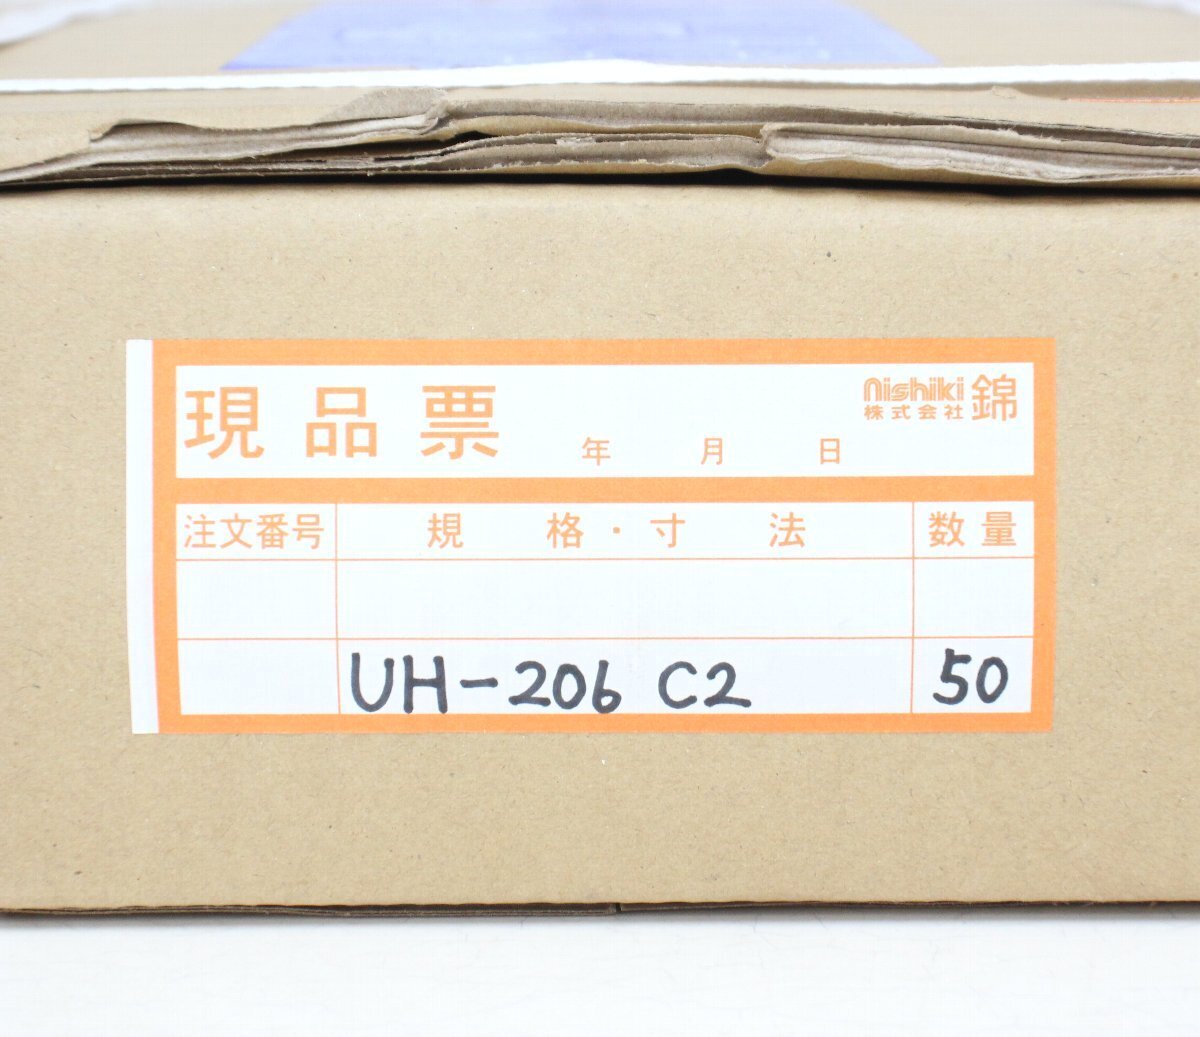 現品票 年 月 日
nishiki 株式会社 錦
注文番号 規格・寸法 数量
UH-206 C2 50